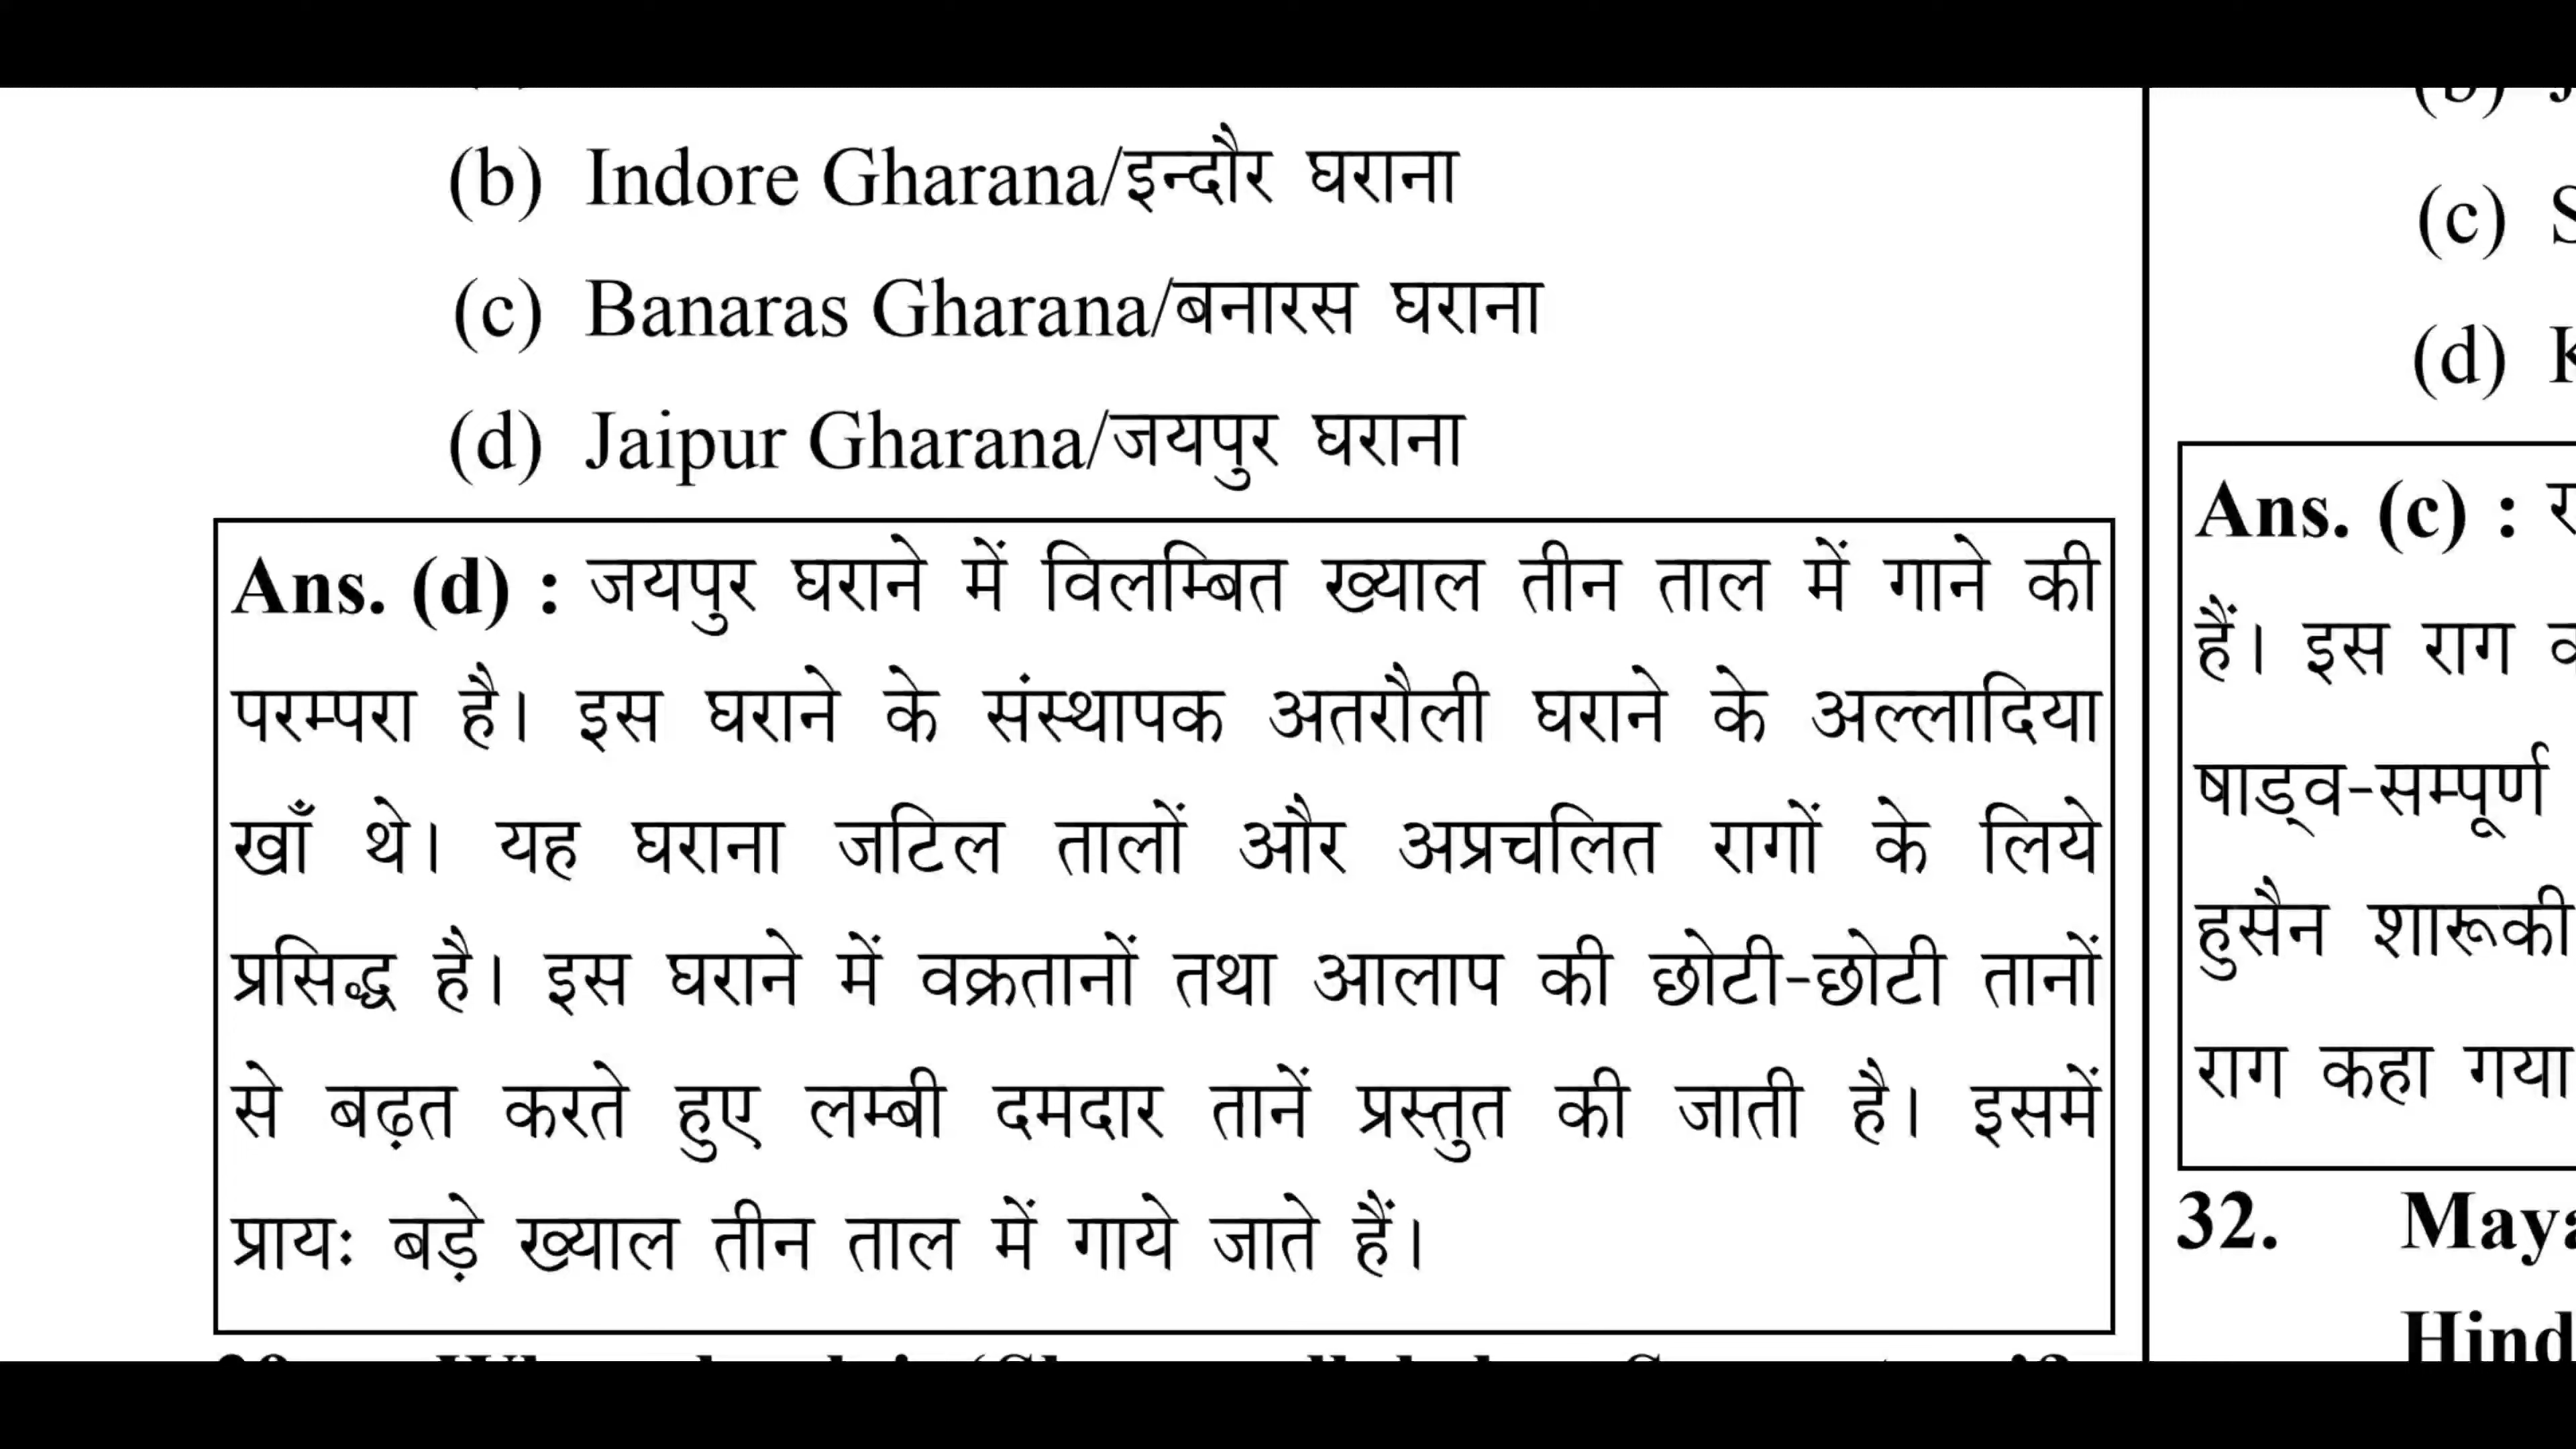 (b) Indore Gharana/इन्दौर घराना
(c) Banaras Gharana/बनारस घराना
(d) Jaipur Gharana/जयपुर घराना
Ans. (d) : जयपुर घराने में विलम्बित ख्याल तीन ताल में गाने की
परम्परा है। इस घराने के संस्थापक अतरौली घराने के अल्लादिया
खाँ थे। यह घराना जटिल तालों और अप्रचलित रागों के लिये
प्रसिद्ध है। इस घराने में वक्रतानों तथा आलाप की छोटी-छोटी तानों
से बढ़त करते हुए लम्बी दमदार तानें प्रस्तुत की जाती है। इसमें
प्रायः बड़े ख्याल तीन ताल में गाये जाते हैं।
(b)
(c)
(d)
Ans. (c) :
हैं। इस राग
षाड्व-सम्पूर्ण
हुसैन शारूकी
राग कहा गया
32.